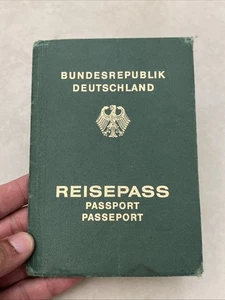 BUNDESREPUBLIK
DEUTSCHLAND
REISEPASS
PASSPORT
PASSEPORT